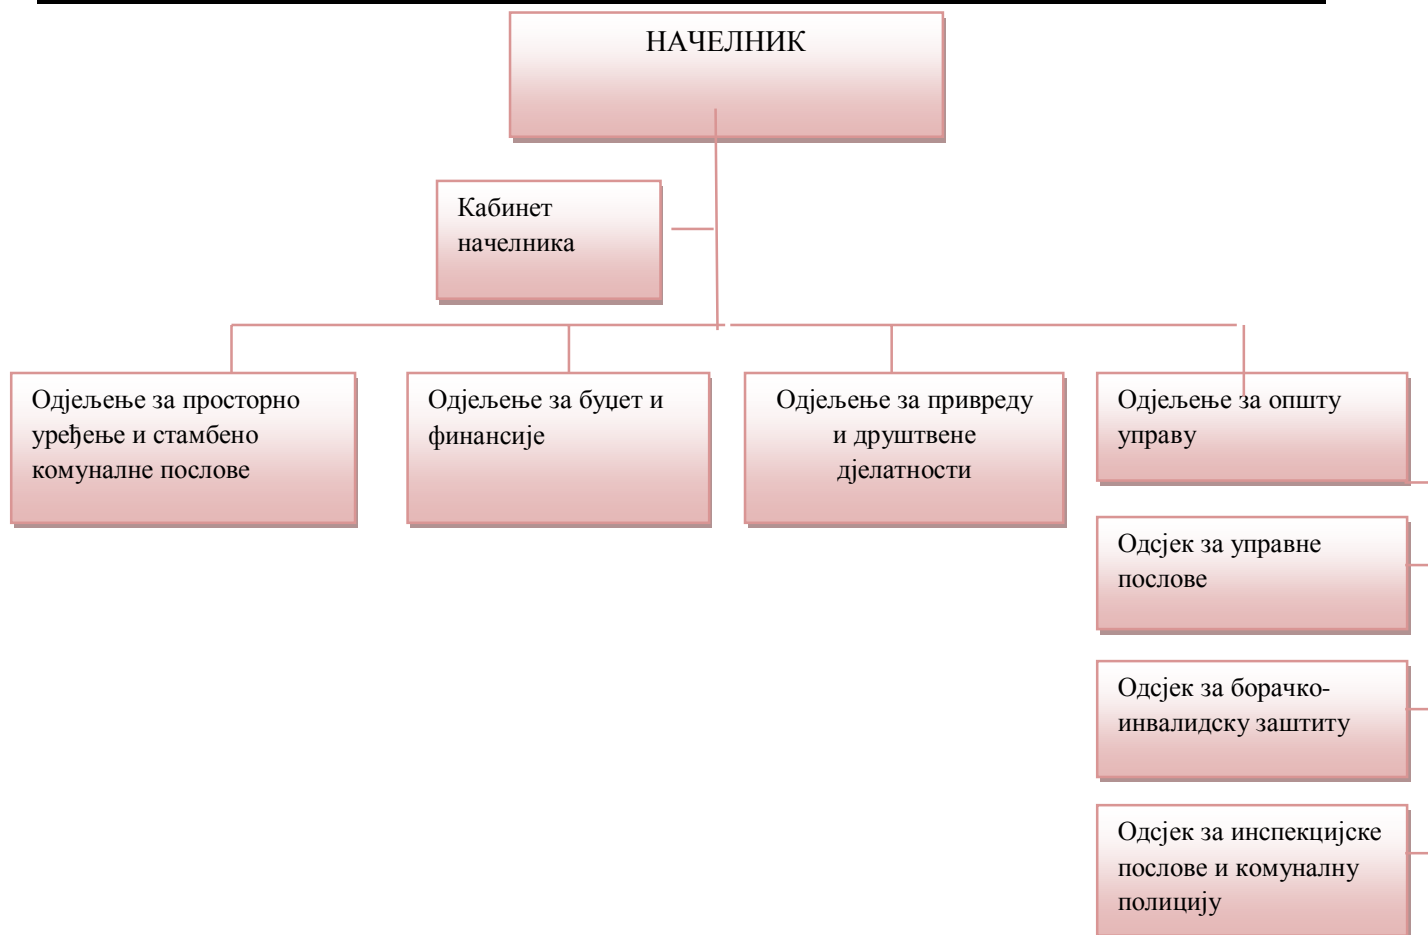 НАЧЕЛНИК
Кабинет
начелника
Одјељење за просторно
уређење и стамбено
комуналне послове
Одјељење за буџет и
финансије
Одјељење за привреду
и друштвене
дјелатности
Одјељење за општу
управу
Одсјек за управне
послове
Одсјек за борачко-
инвалидску заштиту
Одсјек за инспекцијске
послове и комуналну
полицију